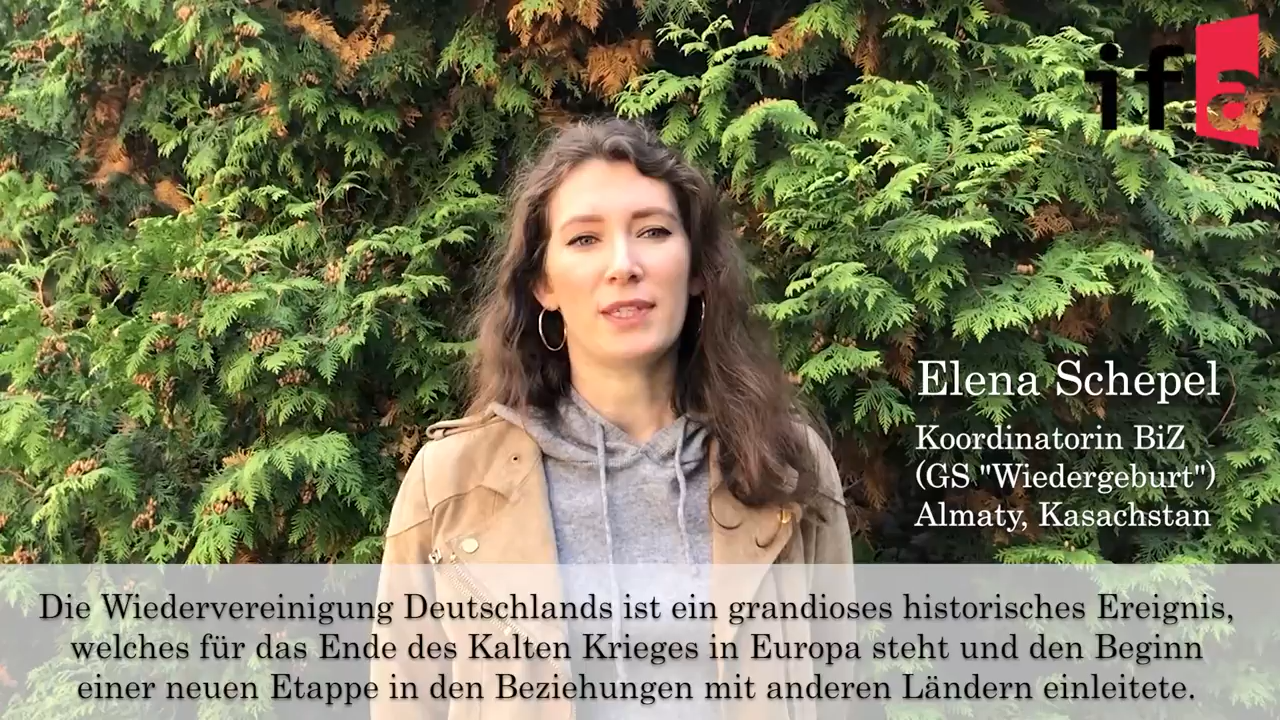 ifa
Elena Schepel
Koordinatorin BiZ
(GS "Wiedergeburt")
Almaty, Kasachstan
Die Wiedervereinigung Deutschlands ist ein grandioses historisches Ereignis,
welches für das Ende des Kalten Krieges in Europa steht und den Beginn
einer neuen Etappe in den Beziehungen mit anderen Ländern einleitete.